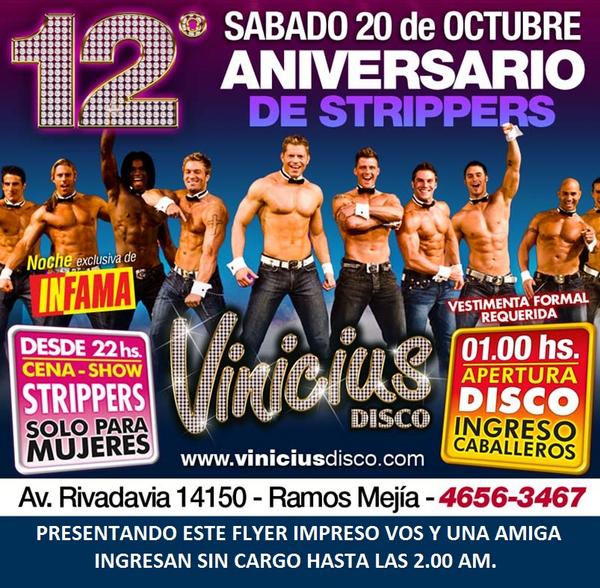 12°
SABADO 20 de OCTUBRE
ANIVERSARIO
DE STRIPPERS
Noche exclusiva de
INFAMA
DESDE 22 hs.
CENA - SHOW
STRIPPERS
SOLO PARA
MUJERES
Vinicius
DISCO
www.viniciusdisco.com
VESTIMENTA FORMAL
REQUERIDA
01.00 hs.
APERTURA
DISCO
INGRESO
CABALLEROS
Av. Rivadavia 14150 - Ramos Mejía - 4656-3467
PRESENTANDO ESTE FLYER IMPRESO VOS Y UNA AMIGA
INGRESAN SIN CARGO HASTA LAS 2.00 AM.